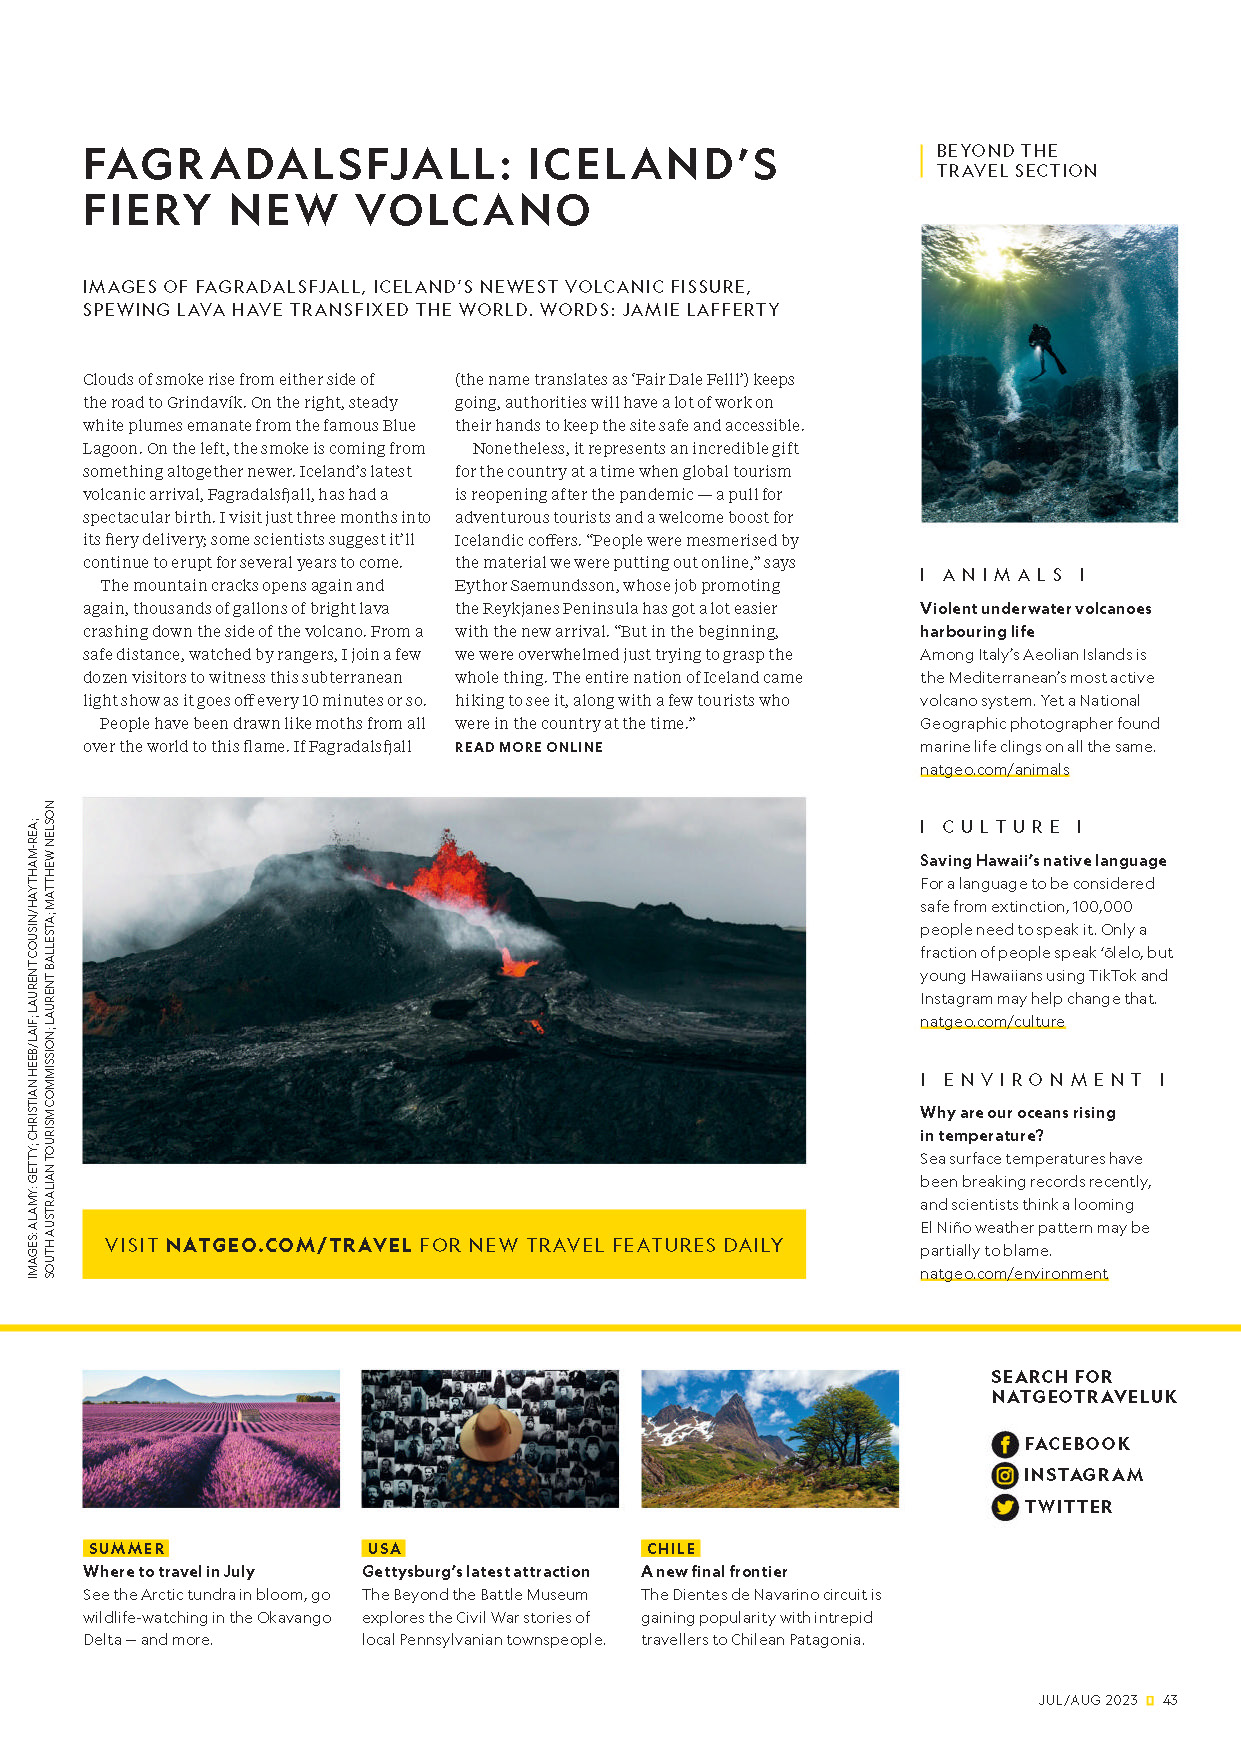 FAGRADALSFJALL: ICELAND'S
FIERY NEW VOLCANO
IMAGES OF FAGRADALSFJALL, ICELAND'S NEWEST VOLCANIC FISSURE,
SPEWING LAVA HAVE TRANSFIXED THE WORLD. WORDS: JAMIE LAFFERTY
Clouds of smoke rise from either side of
the road to Grindavík. On the right, steady
white plumes emanate from the famous Blue
Lagoon. On the left, the smoke is coming from
something altogether newer. Iceland's latest
volcanic arrival, Fagradalsfjall, has had a
spectacular birth. I visit just three months into
its fiery delivery; some scientists suggest it'll
continue to erupt for several years to come.
The mountain cracks opens again and
again, thousands of gallons of bright lava
crashing down the side of the volcano. From a
safe distance, watched by rangers, I join a few
dozen visitors to witness this subterranean
light show as it goes off every 10 minutes or so.
People have been drawn like moths from all
over the world to this flame. If Fagradalsfjall
(the name translates as 'Fair Dale Felll') keeps
going, authorities will have a lot of work on
their hands to keep the site safe and accessible.
Nonetheless, it represents an incredible gift
for the country at a time when global tourism
is reopening after the pandemic — a pull for
adventurous tourists and a welcome boost for
Icelandic coffers. "People were mesmerised by
the material we were putting out online," says
Eythor Saemundsson, whose job promoting
the Reykjanes Peninsula has got a lot easier
with the new arrival. "But in the beginning,
we were overwhelmed just trying to grasp the
whole thing. The entire nation of Iceland came
hiking to see it, along with a few tourists who
were in the country at the time."
READ MORE ONLINE
IMAGES: ALAMY: GETTY; CHRISTIAN HEEB/LAIF; LAURENT COUSIN/HAYTHAM-REA;
SOUTH AUSTRALIAN TOURISM COMMISSION; LAURENT BALLESTA; MATTHEW NELSON
VISIT NATGEO.COM/TRAVEL FOR NEW TRAVEL FEATURES DAILY
BEYOND THE
TRAVEL SECTION
| ANIMALS |
Violent underwater volcanoes
harbouring life
Among Italy's Aeolian Islands is
the Mediterranean's most active
volcano system. Yet a National
Geographic photographer found
marine life clings on all the same.
natgeo.com/animals
| CULTURE |
Saving Hawaii's native language
For a language to be considered
safe from extinction, 100,000
people need to speak it. Only a
fraction of people speak 'ōlelo, but
young Hawaiians using TikTok and
Instagram may help change that.
natgeo.com/culture
| ENVIRONMENT |
Why are our oceans rising
in temperature?
Sea surface temperatures have
been breaking records recently,
and scientists think a looming
El Niño weather pattern may be
partially to blame.
natgeo.com/environment
SUMMER
Where to travel in July
See the Arctic tundra in bloom, go
wildlife-watching in the Okavango
Delta — and more.
USA
Gettysburg's latest attraction
The Beyond the Battle Museum
explores the Civil War stories of
local Pennsylvanian townspeople.
CHILE
A new final frontier
The Dientes de Navarino circuit is
gaining popularity with intrepid
travellers to Chilean Patagonia.
SEARCH FOR
NATGEOTRAVELUK
FACEBOOK
INSTAGRAM
TWITTER
JUL/AUG 2023 43